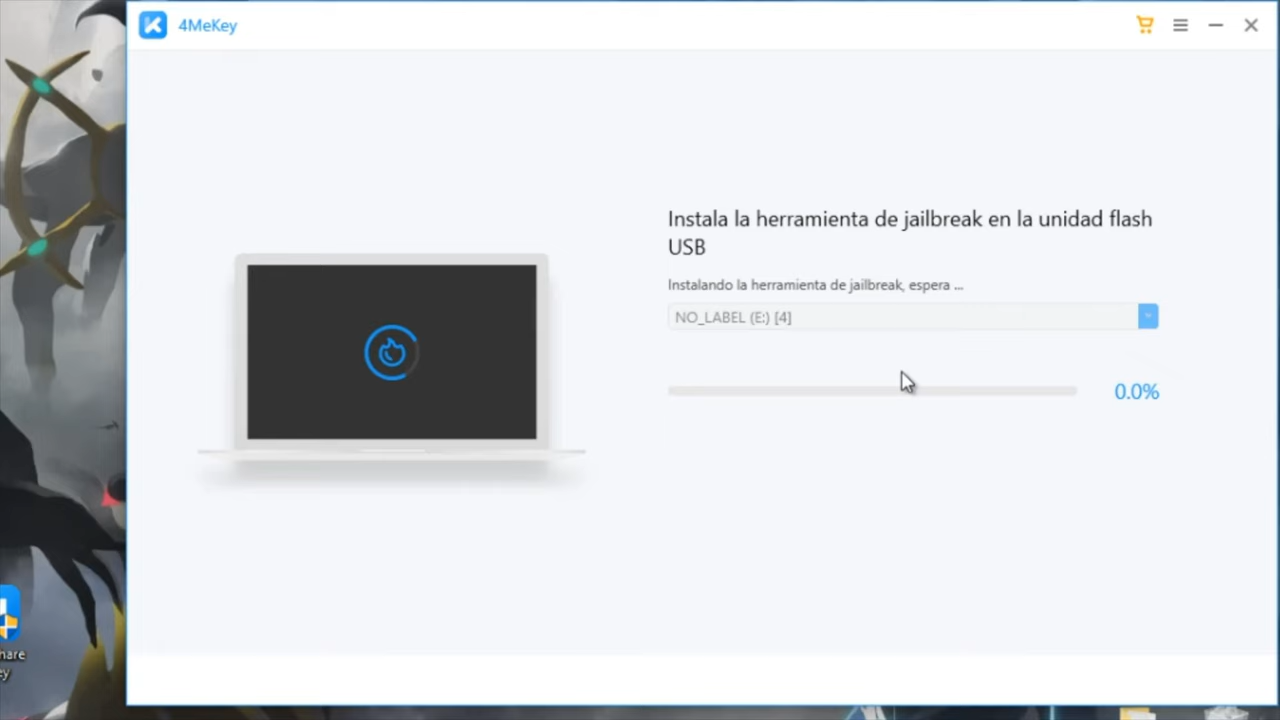 4MeKey
Instala la herramienta de jailbreak en la unidad flash
USB
Instalando la herramienta de jailbreak, espera ...
NO_LABEL (E:) [4]
0.0%